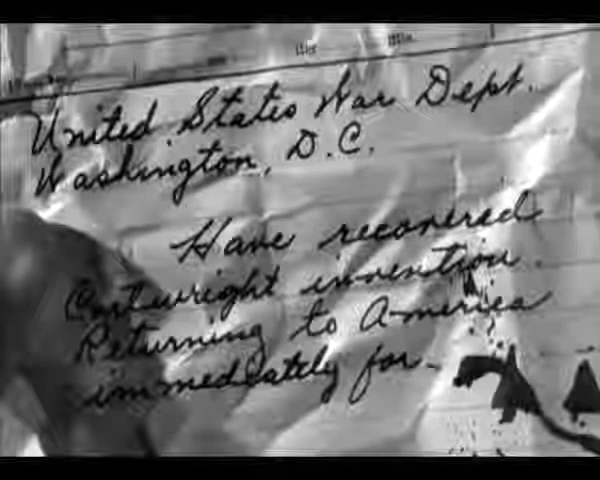 United States War Dept.
Washington, D.C.
Have recovered
Cartwright invention.
Returning to America
immediately for-